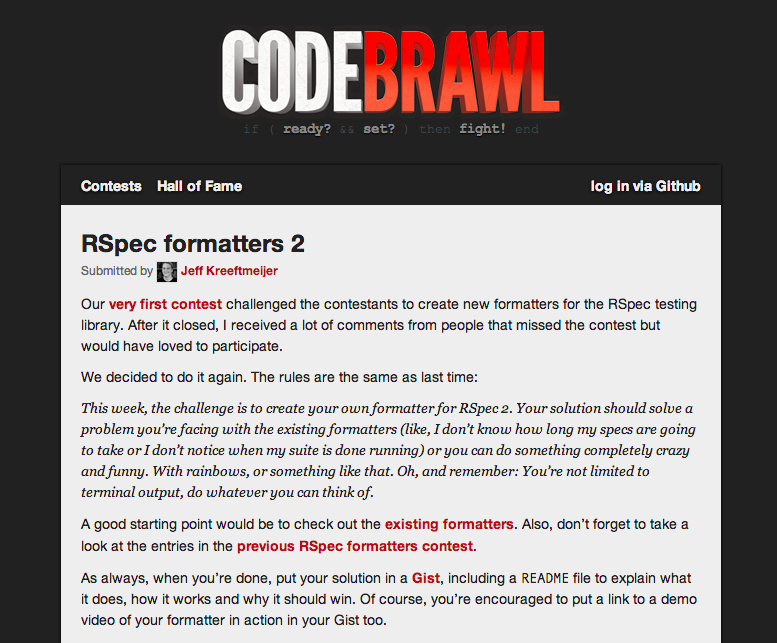 CODEBRAWL
if ( ready? && set? ) then fight! end
Contests Hall of Fame log in via Github
RSpec formatters 2
Submitted by Jeff Kreeftmeijer
Our very first contest challenged the contestants to create new formatters for the RSpec testing
library. After it closed, I received a lot of comments from people that missed the contest but
would have loved to participate.
We decided to do it again. The rules are the same as last time:
This week, the challenge is to create your own formatter for RSpec 2. Your solution should solve a
problem you’re facing with the existing formatters (like, I don’t know how long my specs are going
to take or I don’t notice when my suite is done running) or you can do something completely crazy
and funny. With rainbows, or something like that. Oh, and remember: You’re not limited to
terminal output, do whatever you can think of.
A good starting point would be to check out the existing formatters. Also, don’t forget to take a
look at the entries in the previous RSpec formatters contest.
As always, when you’re done, put your solution in a Gist, including a README file to explain what
it does, how it works and why it should win. Of course, you’re encouraged to put a link to a demo
video of your formatter in action in your Gist too.